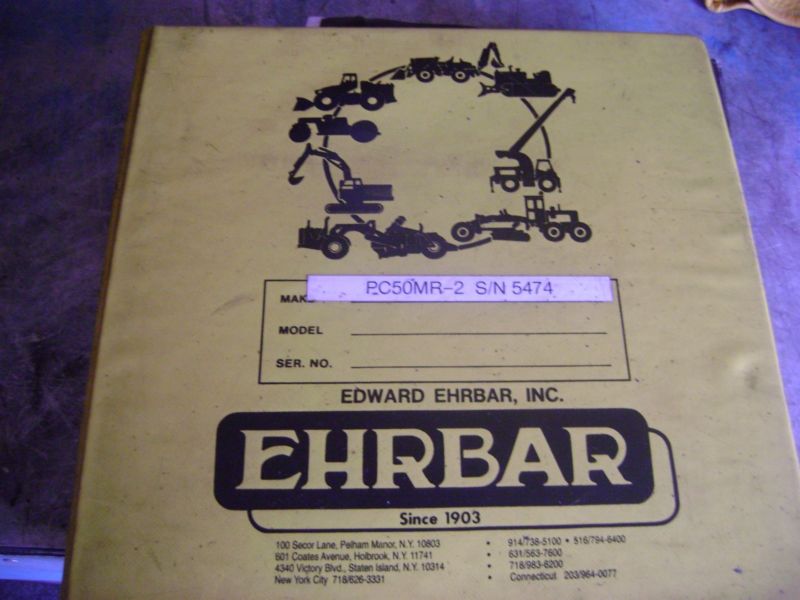 PC50MR-2 S/N 5474
MAKE
MODEL
SER. NO.
EDWARD EHRBAR, INC.
EHRBAR
Since 1903
100 Secor Lane, Pelham Manor, N.Y. 10803 • 914/738-5100 • 516/794-6400
601 Coates Avenue, Holbrook, N.Y. 11741 • 631/563-7600
4340 Victory Blvd., Staten Island, N.Y. 10314 • 718/983-6200
New York City 718/626-3331 • Connecticut 203/964-0077